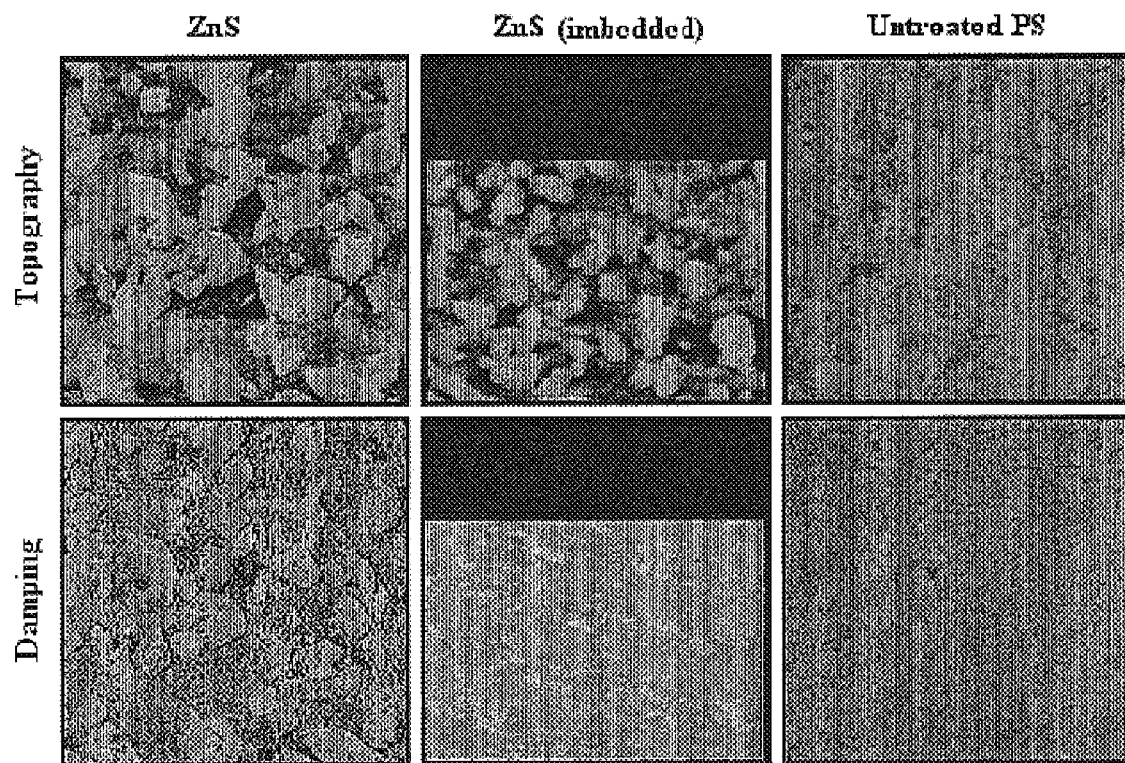 ZnS
ZnS (imbedded)
Untreated PS
Topography
Damping